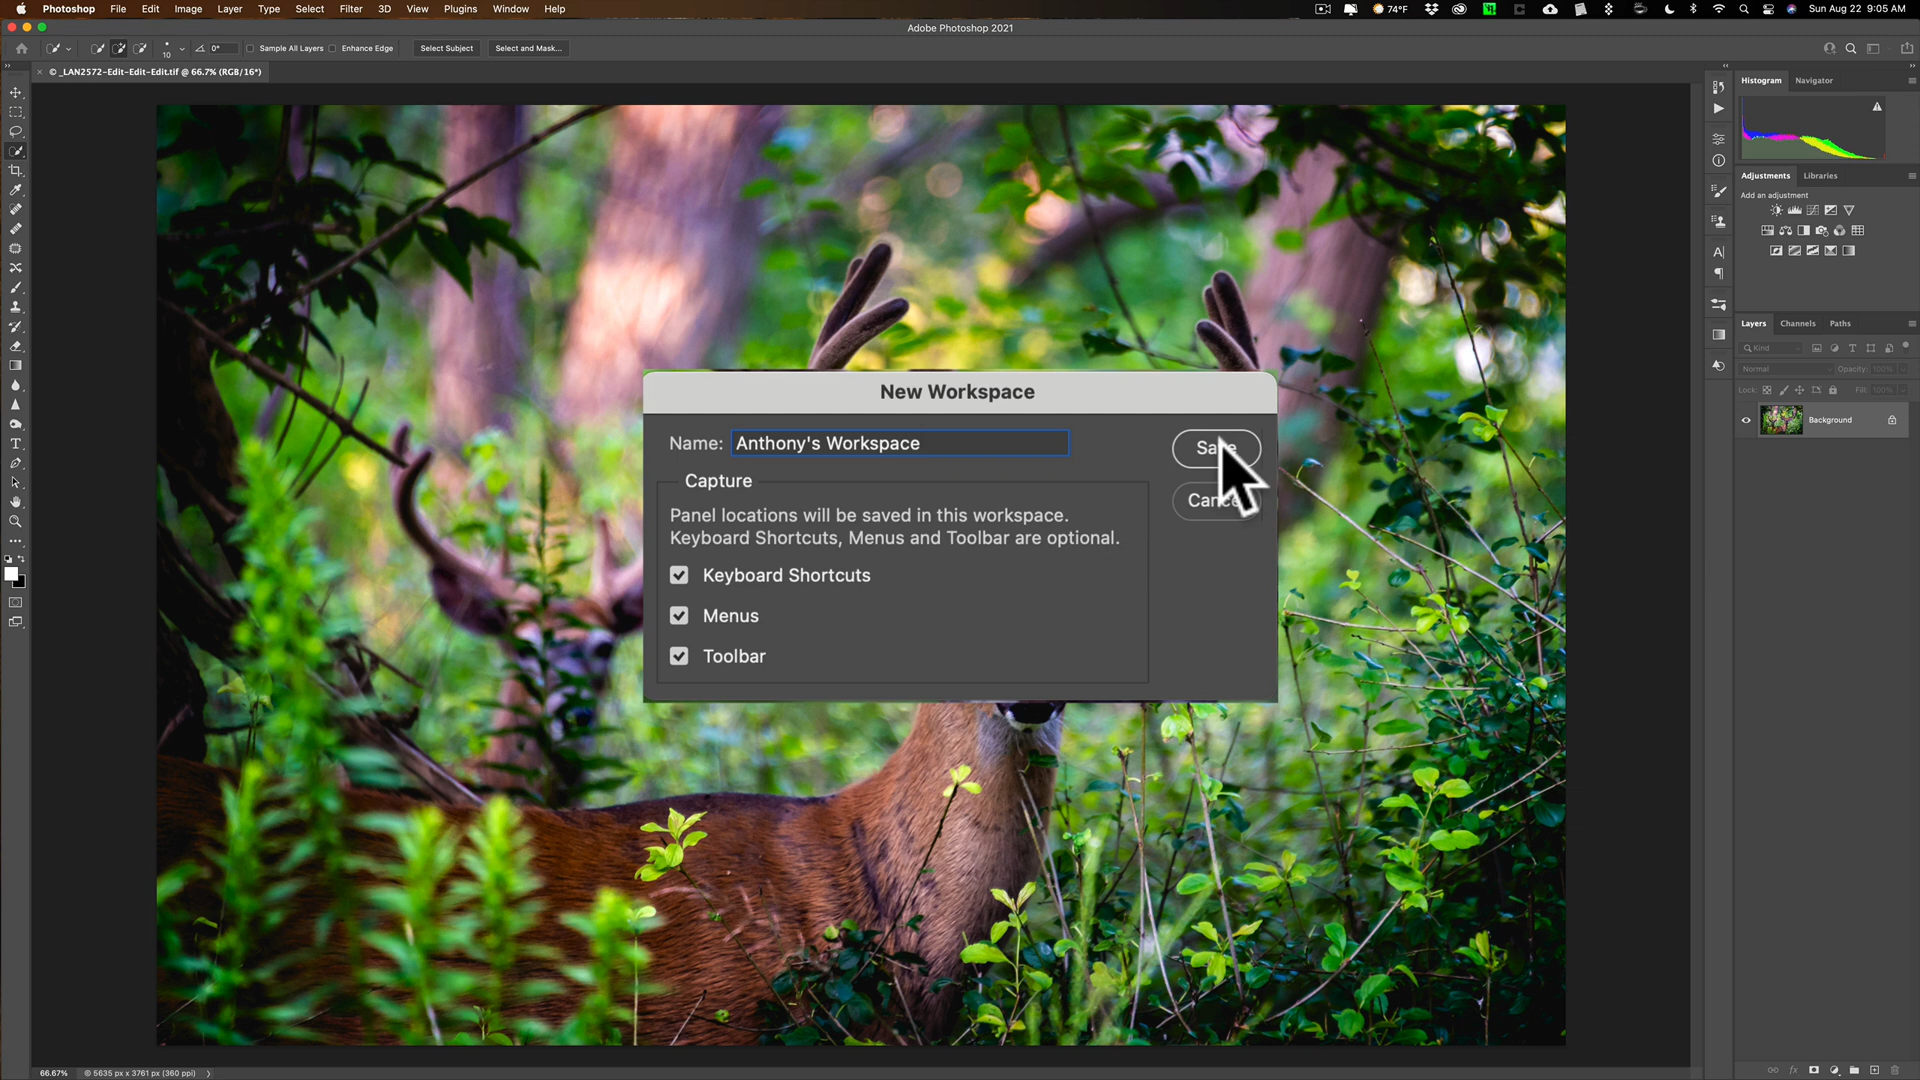 Photoshop File Edit Image Layer Type Select Filter 3D View Plugins Window Help 74°F Sun Aug 22 9:05 AM
Adobe Photoshop 2021
10 0° Sample All Layers Enhance Edge Select Subject Select and Mask...
× © _LAN2572-Edit-Edit-Edit.tif @ 66.7% (RGB/16*)
Histogram Navigator
Adjustments Libraries
Add an adjustment
Layers Channels Paths
Kind
Normal Opacity: 100%
Lock: Fill: 100%
Background
New Workspace
Name: Anthony's Workspace
Save
Capture
Cancel
Panel locations will be saved in this workspace.
Keyboard Shortcuts, Menus and Toolbar are optional.
Keyboard Shortcuts
Menus
Toolbar
66.67% © 5635 px x 3761 px (360 ppi)